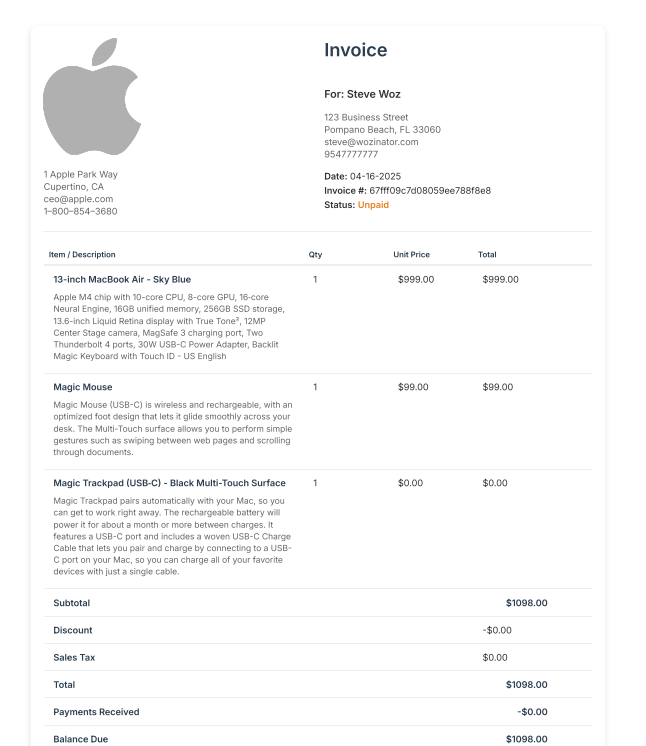 Invoice
For: Steve Woz
123 Business Street
Pompano Beach, FL 33060
steve@wozinator.com
9547777777
1 Apple Park Way
Cupertino, CA
ceo@apple.com
1–800–854–3680
Date: 04-16-2025
Invoice #: 67fff09c7d08059ee788f8e8
Status: Unpaid
Item / Description Qty Unit Price Total
13-inch MacBook Air - Sky Blue 1 $999.00 $999.00
Apple M4 chip with 10-core CPU, 8-core GPU, 16-core
Neural Engine, 16GB unified memory, 256GB SSD storage,
13.6-inch Liquid Retina display with True Tone², 12MP
Center Stage camera, MagSafe 3 charging port, Two
Thunderbolt 4 ports, 30W USB-C Power Adapter, Backlit
Magic Keyboard with Touch ID - US English
Magic Mouse 1 $99.00 $99.00
Magic Mouse (USB-C) is wireless and rechargeable, with an
optimized foot design that lets it glide smoothly across your
desk. The Multi-Touch surface allows you to perform simple
gestures such as swiping between web pages and scrolling
through documents.
Magic Trackpad (USB-C) - Black Multi-Touch Surface 1 $0.00 $0.00
Magic Trackpad pairs automatically with your Mac, so you
can get to work right away. The rechargeable battery will
power it for about a month or more between charges. It
features a USB-C port and includes a woven USB-C Charge
Cable that lets you pair and charge by connecting to a USB-
C port on your Mac, so you can charge all of your favorite
devices with just a single cable.
Subtotal $1098.00
Discount -$0.00
Sales Tax $0.00
Total $1098.00
Payments Received -$0.00
Balance Due $1098.00